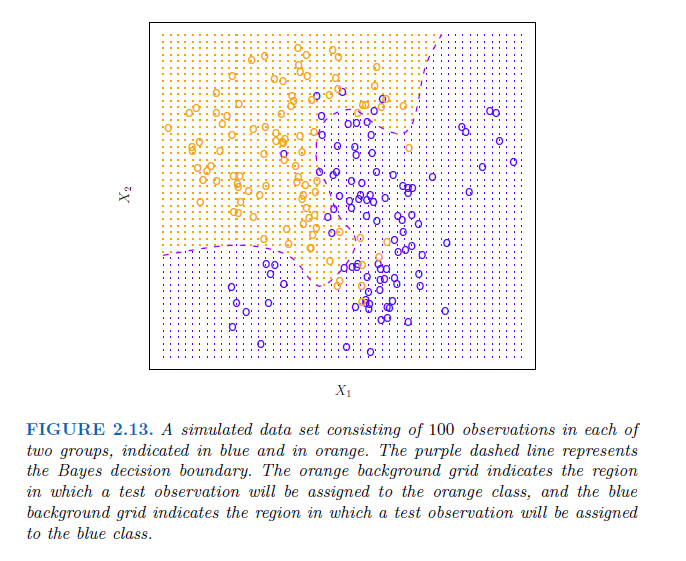 X₂
X₁
FIGURE 2.13. A simulated data set consisting of 100 observations in each of
two groups, indicated in blue and in orange. The purple dashed line represents
the Bayes decision boundary. The orange background grid indicates the region
in which a test observation will be assigned to the orange class, and the blue
background grid indicates the region in which a test observation will be assigned
to the blue class.